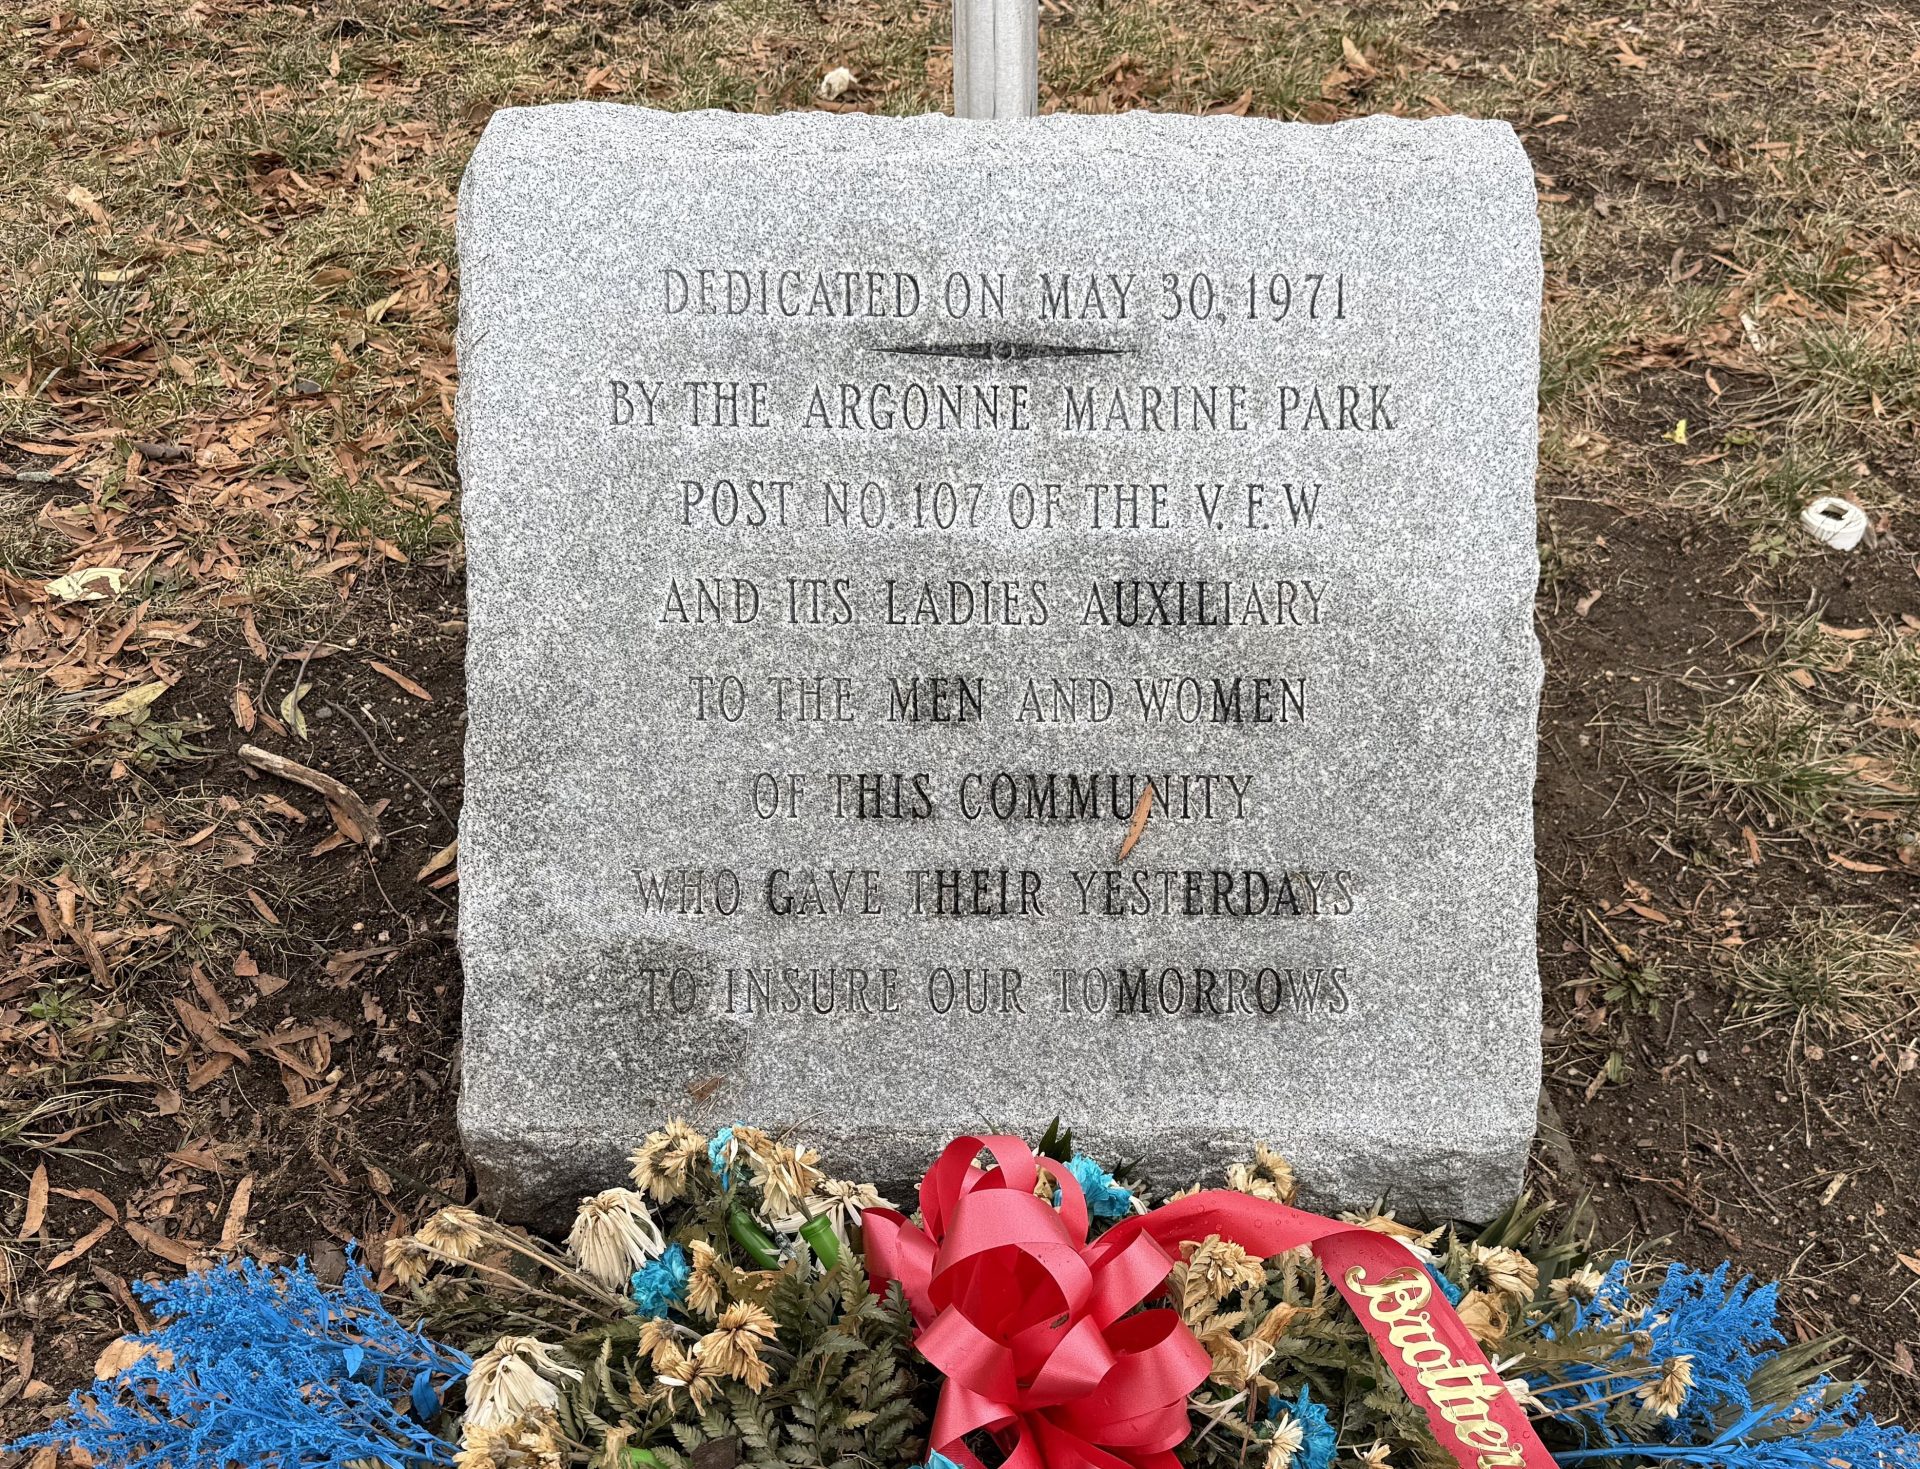 DEDICATED ON MAY 30, 1971
BY THE ARGONNE MARINE PARK
POST NO. 107 OF THE V. F. W.
AND ITS LADIES AUXILIARY
TO THE MEN AND WOMEN
OF THIS COMMUNITY
WHO GAVE THEIR YESTERDAYS
TO INSURE OUR TOMORROWS
Brother